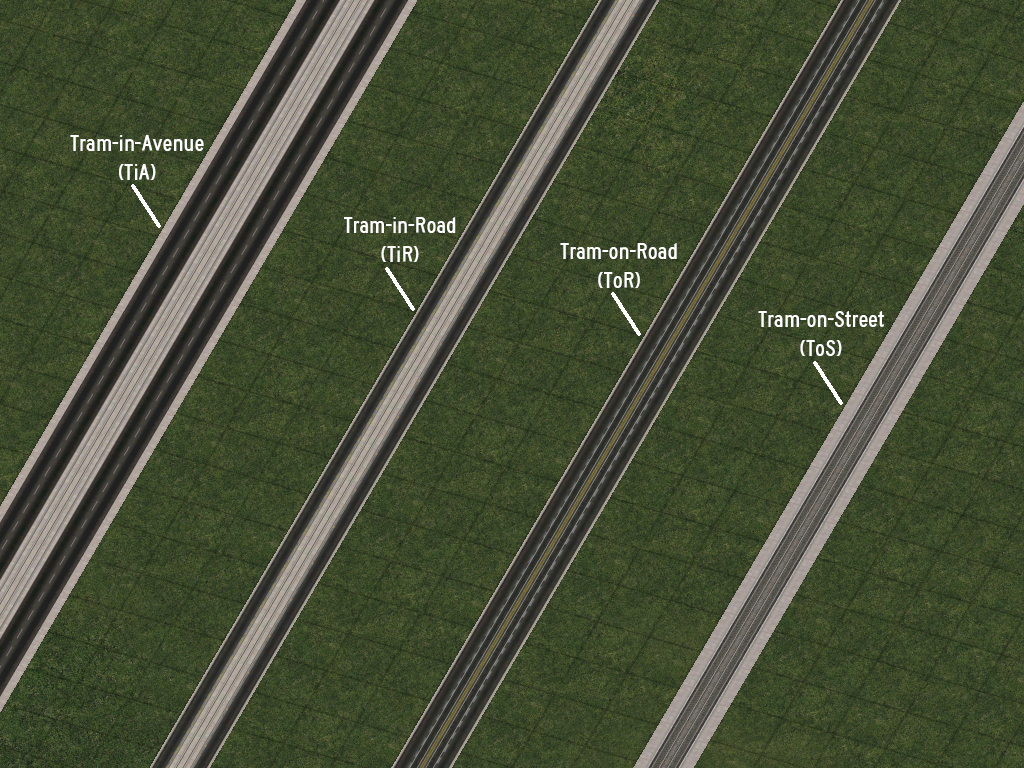 Tram-in-Avenue
(TiA)
Tram-in-Road
(TiR)
Tram-on-Road
(ToR)
Tram-on-Street
(ToS)